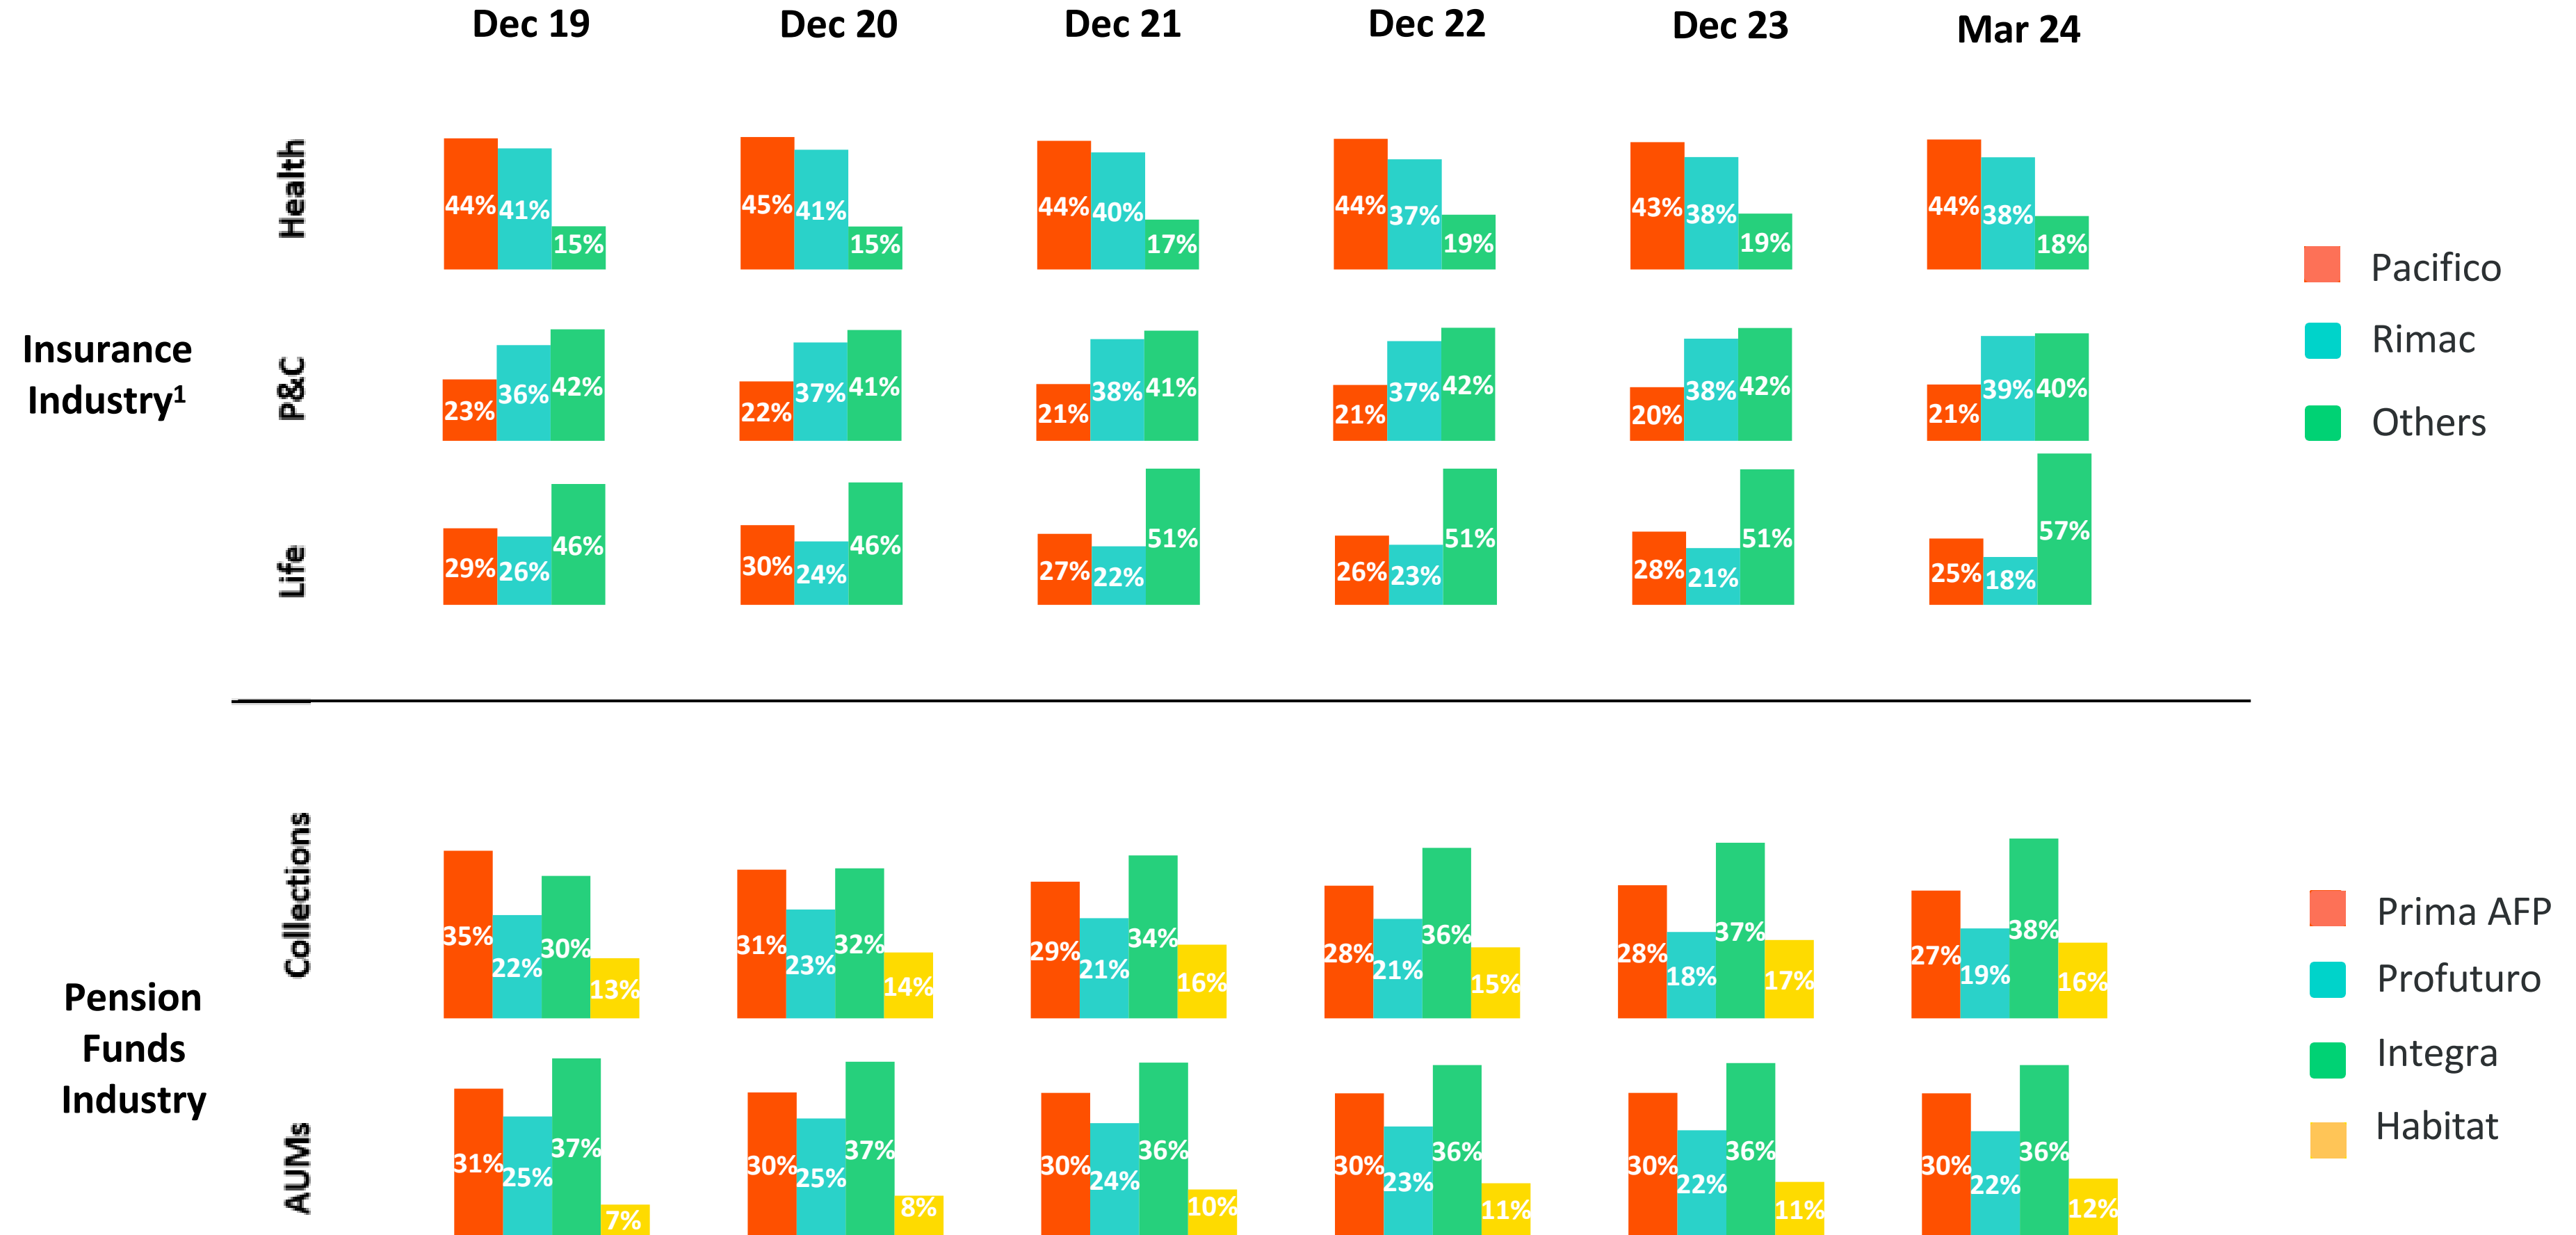 Dec 19 Dec 20 Dec 21 Dec 22 Dec 23 Mar 24
Health
44% 41% 15% 45% 41% 15% 44% 40% 17% 44% 37% 19% 43% 38% 19% 44% 38% 18%
Insurance
Industry¹
P&C
23% 36% 42% 22% 37% 41% 21% 38% 41% 21% 37% 42% 20% 38% 42% 21% 39% 40%
Life
29% 26% 46% 30% 24% 46% 27% 22% 51% 26% 23% 51% 28% 21% 51% 25% 18% 57%
Pacifico
Rimac
Others
Pension
Funds
Industry
Collections
35% 22% 30% 13% 31% 23% 32% 14% 29% 21% 34% 16% 28% 21% 36% 15% 28% 18% 37% 17% 27% 19% 38% 16%
AUMs
31% 25% 37% 7% 30% 25% 37% 8% 30% 24% 36% 10% 30% 23% 36% 11% 30% 22% 36% 11% 30% 22% 36% 12%
Prima AFP
Profuturo
Integra
Habitat